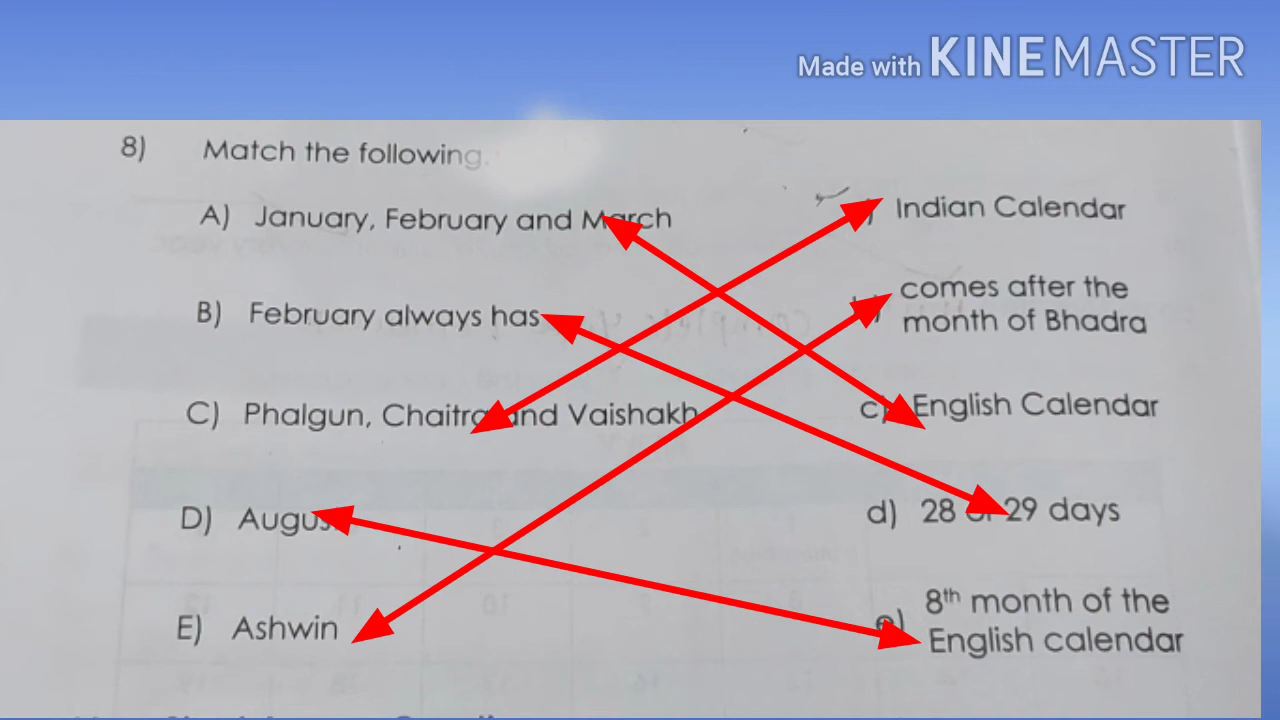 Made with KINEMASTER
8) Match the following.
A) January, February and March
Indian Calendar
B) February always has
comes after the
month of Bhadra
C) Phalgun, Chaitra and Vaishakh
c) English Calendar
D) August
d) 28 or 29 days
E) Ashwin
e) 8th month of the
English calendar